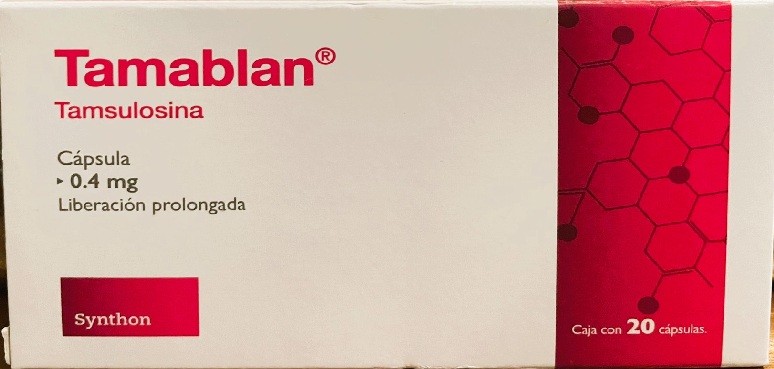 Tamablan®
Tamsulosina
Cápsula
▸ 0.4 mg
Liberación prolongada
Synthon
Caja con 20 cápsulas.